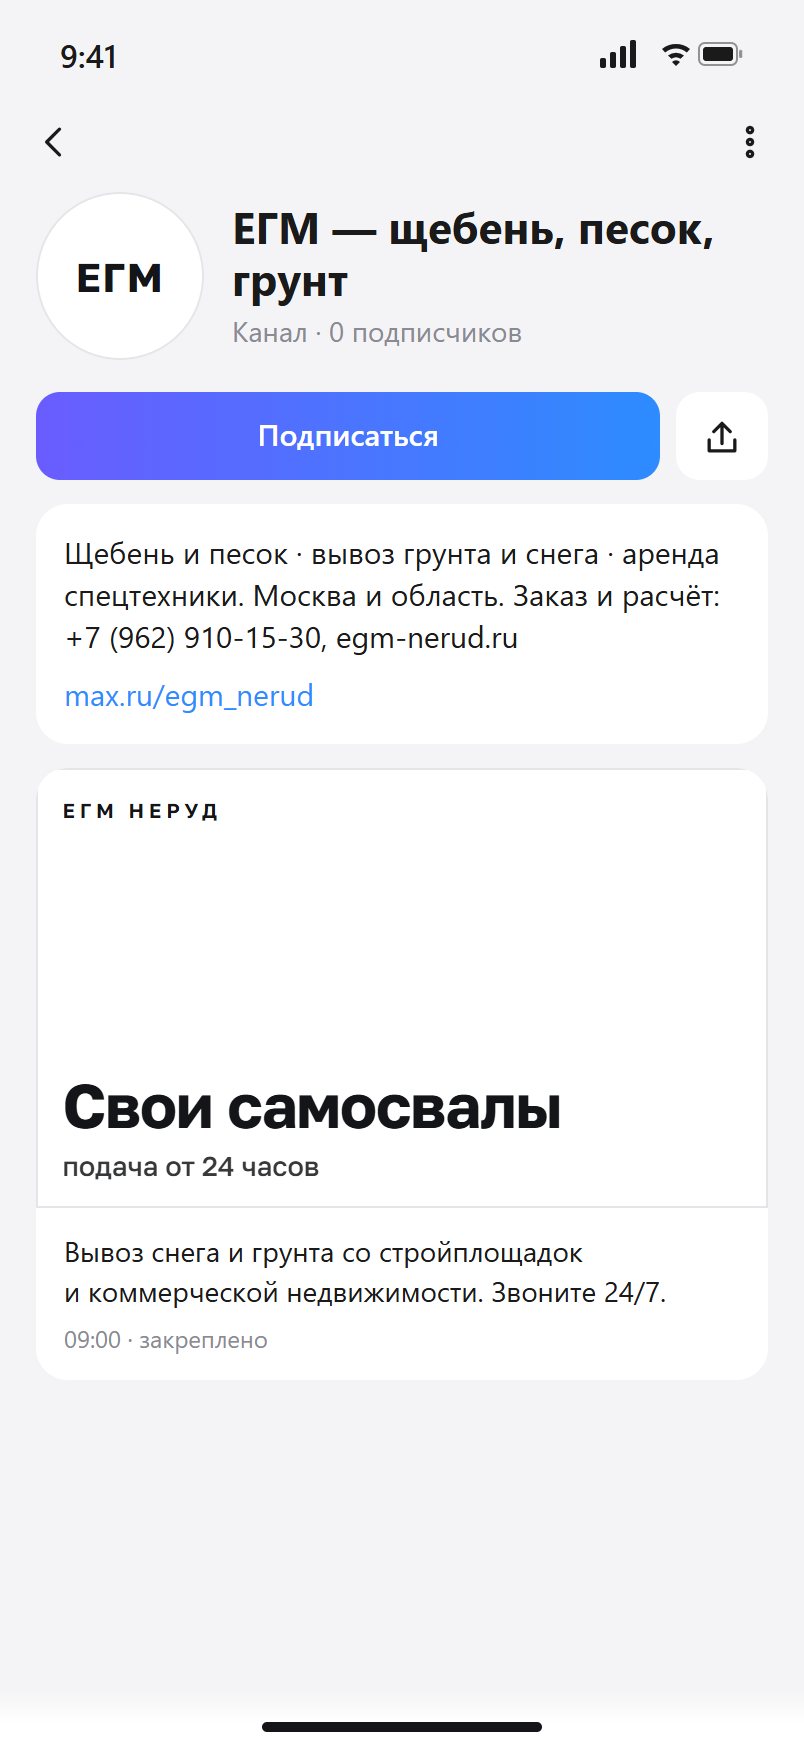 9:41
ЕГМ
ЕГМ — щебень, песок,
грунт
Канал · 0 подписчиков
Подписаться
Щебень и песок · вывоз грунта и снега · аренда
спецтехники. Москва и область. Заказ и расчёт:
+7 (962) 910-15-30, egm-nerud.ru
max.ru/egm_nerud
ЕГМ НЕРУД
Свои самосвалы
подача от 24 часов
Вывоз снега и грунта со стройплощадок
и коммерческой недвижимости. Звоните 24/7.
09:00 · закреплено